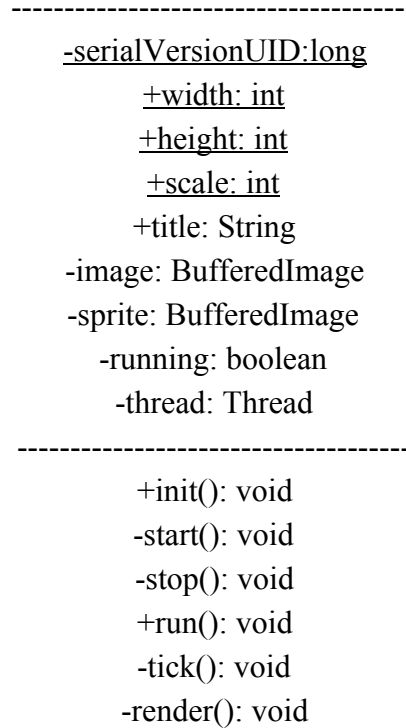 -------------------------------------
-serialVersionUID:long
+width: int
+height: int
+scale: int
+title: String
-image: BufferedImage
-sprite: BufferedImage
-running: boolean
-thread: Thread
-------------------------------------
+init(): void
-start(): void
-stop(): void
+run(): void
-tick(): void
-render(): void